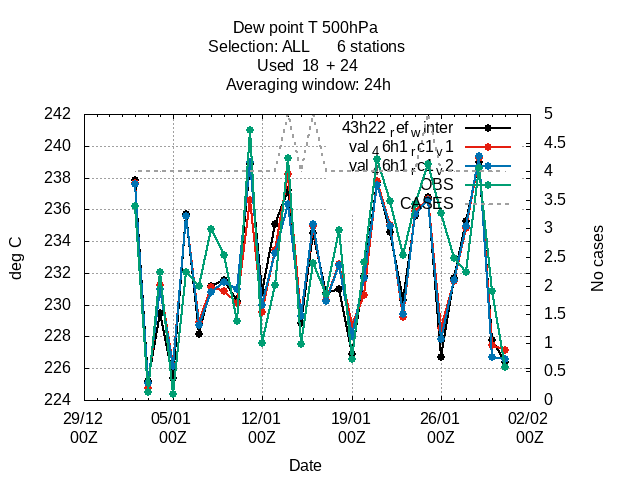 Dew point T 500hPa
Selection: ALL 6 stations
Used 18 + 24
Averaging window: 24h
242
240
238
236
234
232
230
228
226
224
5
4.5
4
3.5
3
2.5
2
1.5
1
0.5
0
43h22_ref_winter
val_46h1_rc1_v1
val_46h1_rc1_v2
OBS
CASES
deg C
No cases
29/12 05/01 12/01 19/01 26/01 02/02
00Z 00Z 00Z 00Z 00Z 00Z
Date